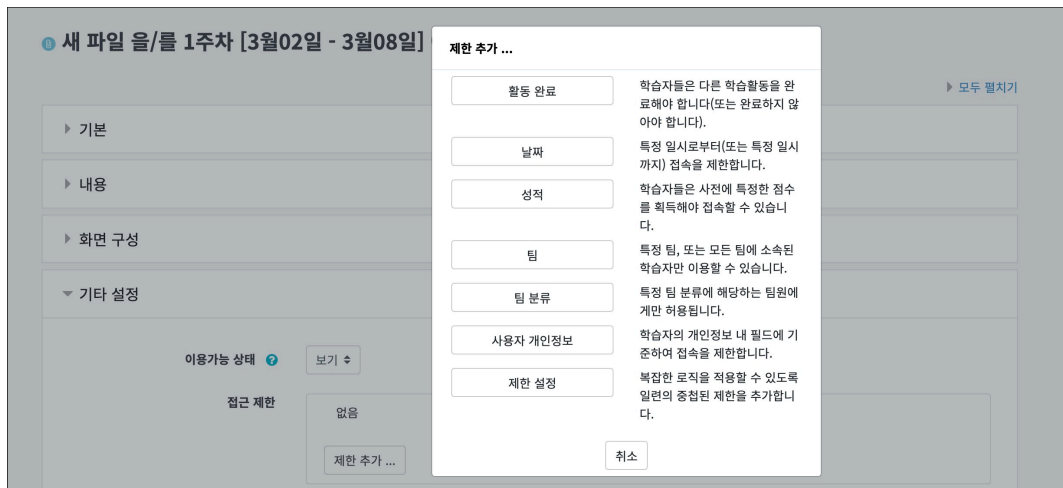 새 파일 을/를 1주차 [3월02일 - 3월08일]
모두 펼치기
기본
내용
화면 구성
기타 설정
이용가능 상태
보기
접근 제한
없음
제한 추가 ...
제한 추가 ...
활동 완료
학습자들은 다른 학습활동을 완
료해야 합니다(또는 완료하지 않
아야 합니다).
날짜
특정 일시로부터(또는 특정 일시
까지) 접속을 제한합니다.
성적
학습자들은 사전에 특정한 점수
를 획득해야 접속할 수 있습니
다.
팀
특정 팀, 또는 모든 팀에 소속된
학습자만 이용할 수 있습니다.
팀 분류
특정 팀 분류에 해당하는 팀원에
게만 허용됩니다.
사용자 개인정보
학습자의 개인정보 내 필드에 기
준하여 접속을 제한합니다.
제한 설정
복잡한 로직을 적용할 수 있도록
일련의 중첩된 제한을 추가합니
다.
취소